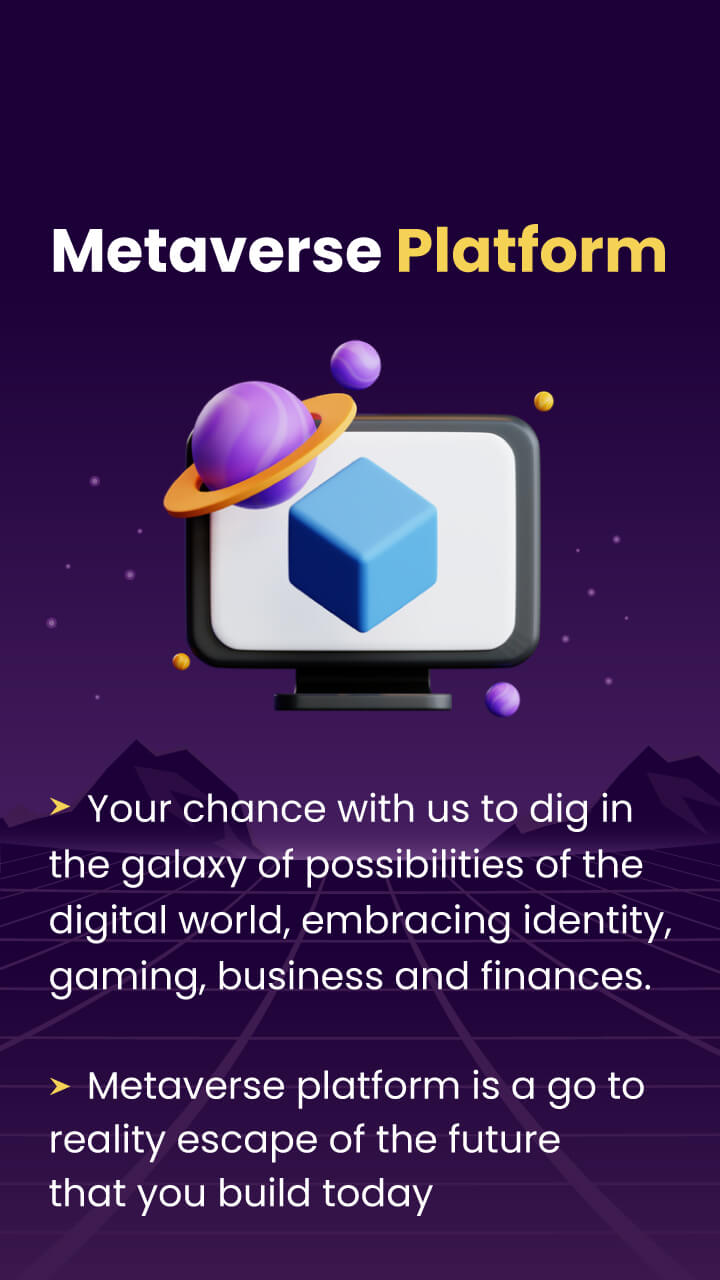 Metaverse Platform
➤ Your chance with us to dig in
the galaxy of possibilities of the
digital world, embracing identity,
gaming, business and finances.
➤ Metaverse platform is a go to
reality escape of the future
that you build today